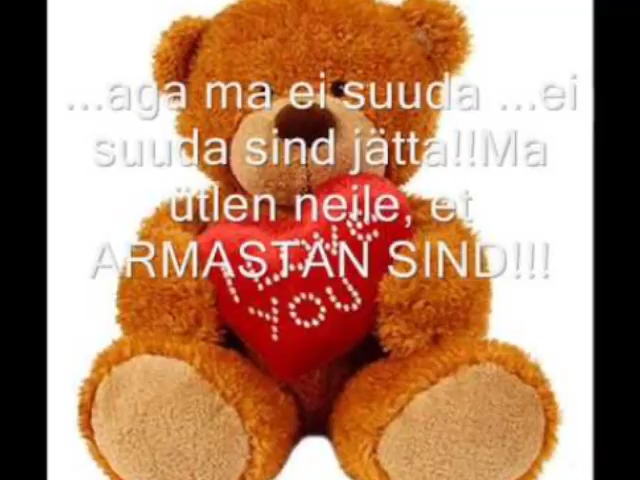 ...aga ma ei suuda ...ei
suuda sind jätta!!Ma
ütlen neile, et
ARMASTAN SIND!!!
YOU